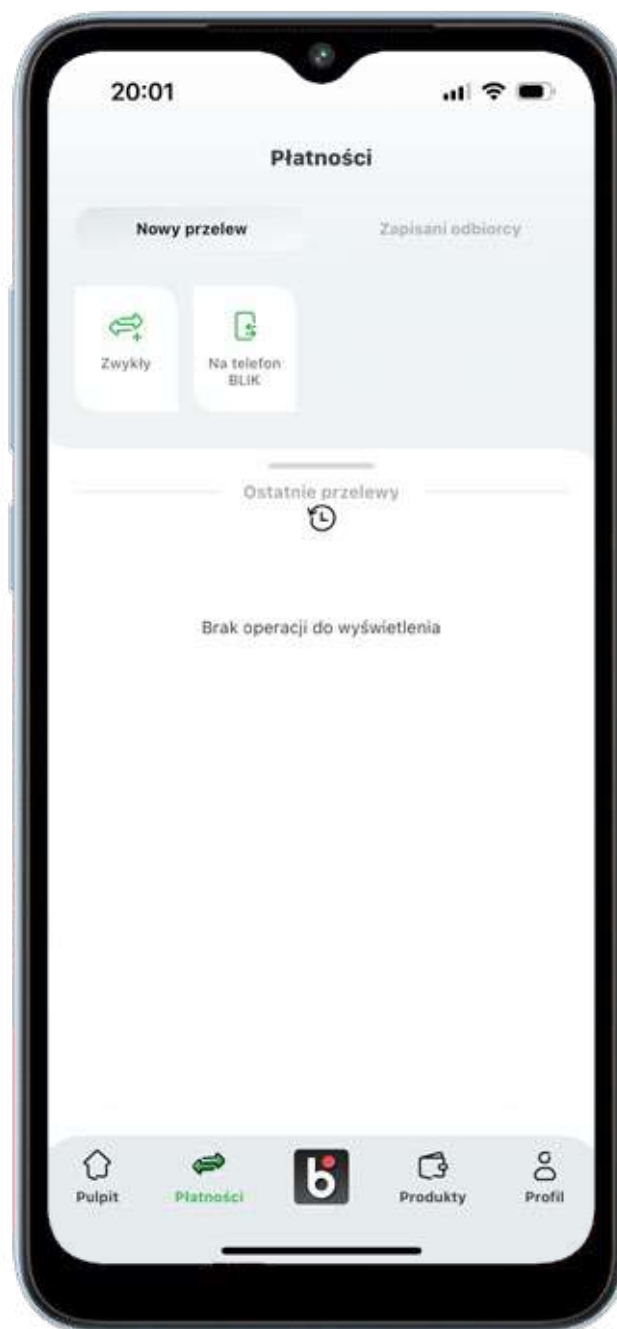 20:01
Płatności
Nowy przelew
Zapisani odbiorcy
Zwykły
Na telefon
BLIK
Ostatnie przelewy
Brak operacji do wyświetlenia
b
Pulpit
Płatności
Produkty
Profil